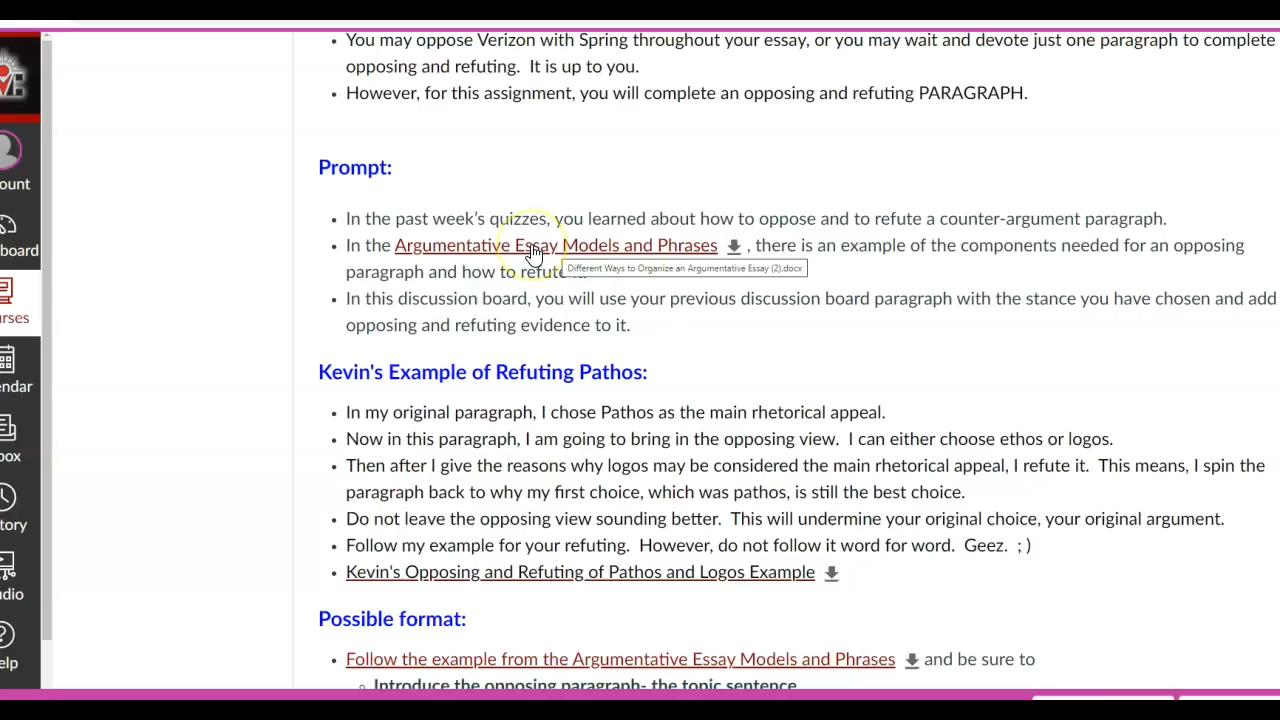 You may oppose Verizon with Spring throughout your essay, or you may wait and devote just one paragraph to complete
opposing and refuting. It is up to you.
However, for this assignment, you will complete an opposing and refuting PARAGRAPH.
Prompt:
In the past week's quizzes, you learned about how to oppose and to refute a counter-argument paragraph.
In the Argumentative Essay Models and Phrases , there is an example of the components needed for an opposing
paragraph and how to refute
Different Ways to Organize an Argumentative Essay (2).docx
In this discussion board, you will use your previous discussion board paragraph with the stance you have chosen and add
opposing and refuting evidence to it.
Kevin's Example of Refuting Pathos:
In my original paragraph, I chose Pathos as the main rhetorical appeal.
Now in this paragraph, I am going to bring in the opposing view. I can either choose ethos or logos.
Then after I give the reasons why logos may be considered the main rhetorical appeal, I refute it. This means, I spin the
paragraph back to why my first choice, which was pathos, is still the best choice.
Do not leave the opposing view sounding better. This will undermine your original choice, your original argument.
Follow my example for your refuting. However, do not follow it word for word. Geez. ; )
Kevin's Opposing and Refuting of Pathos and Logos Example
Possible format:
Follow the example from the Argumentative Essay Models and Phrases and be sure to
Introduce the opposing paragraph- the topic sentence
ount
board
urses
endar
box
tory
udio
elp